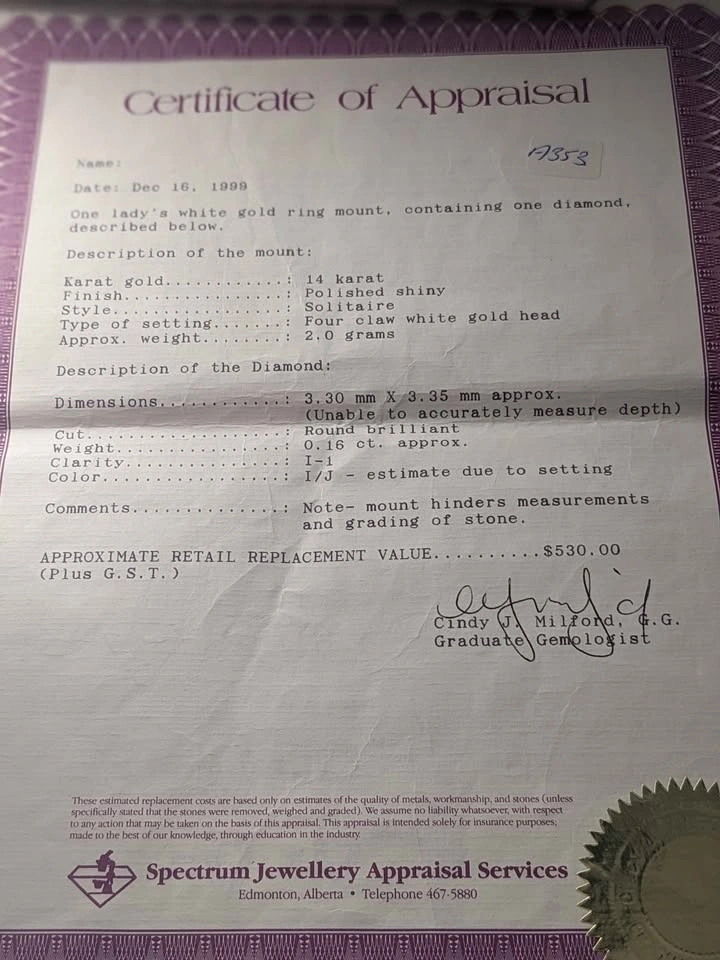 Certificate of Appraisal
A353
Name:
Date: Dec 16, 1999
One lady's white gold ring mount, containing one diamond,
described below.
Description of the mount:
Karat gold............: 14 karat
Finish................: Polished shiny
Style.................: Solitaire
Type of setting.......: Four claw white gold head
Approx. weight........: 2.0 grams
Description of the Diamond:
Dimensions............: 3.30 mm X 3.35 mm approx.
(Unable to accurately measure depth)
Cut...................: Round brilliant
Weight................: 0.16 ct. approx.
Clarity...............: I-1
Color.................: I/J - estimate due to setting
Comments..............: Note- mount hinders measurements
and grading of stone.
APPROXIMATE RETAIL REPLACEMENT VALUE..........$530.00
(Plus G.S.T.)
Cindy J. Milford, G.G.
Graduate Gemologist
These estimated replacement costs are based only on estimates of the quality of metals, workmanship, and stones (unless
specifically stated that the stones were removed, weighed and graded). We assume no liability whatsoever, with respect
to any action that may be taken on the basis of this appraisal. This appraisal is intended solely for insurance purposes,
made to the best of our knowledge, through education in the industry.
Spectrum Jewellery Appraisal Services
Edmonton, Alberta • Telephone 467-5880